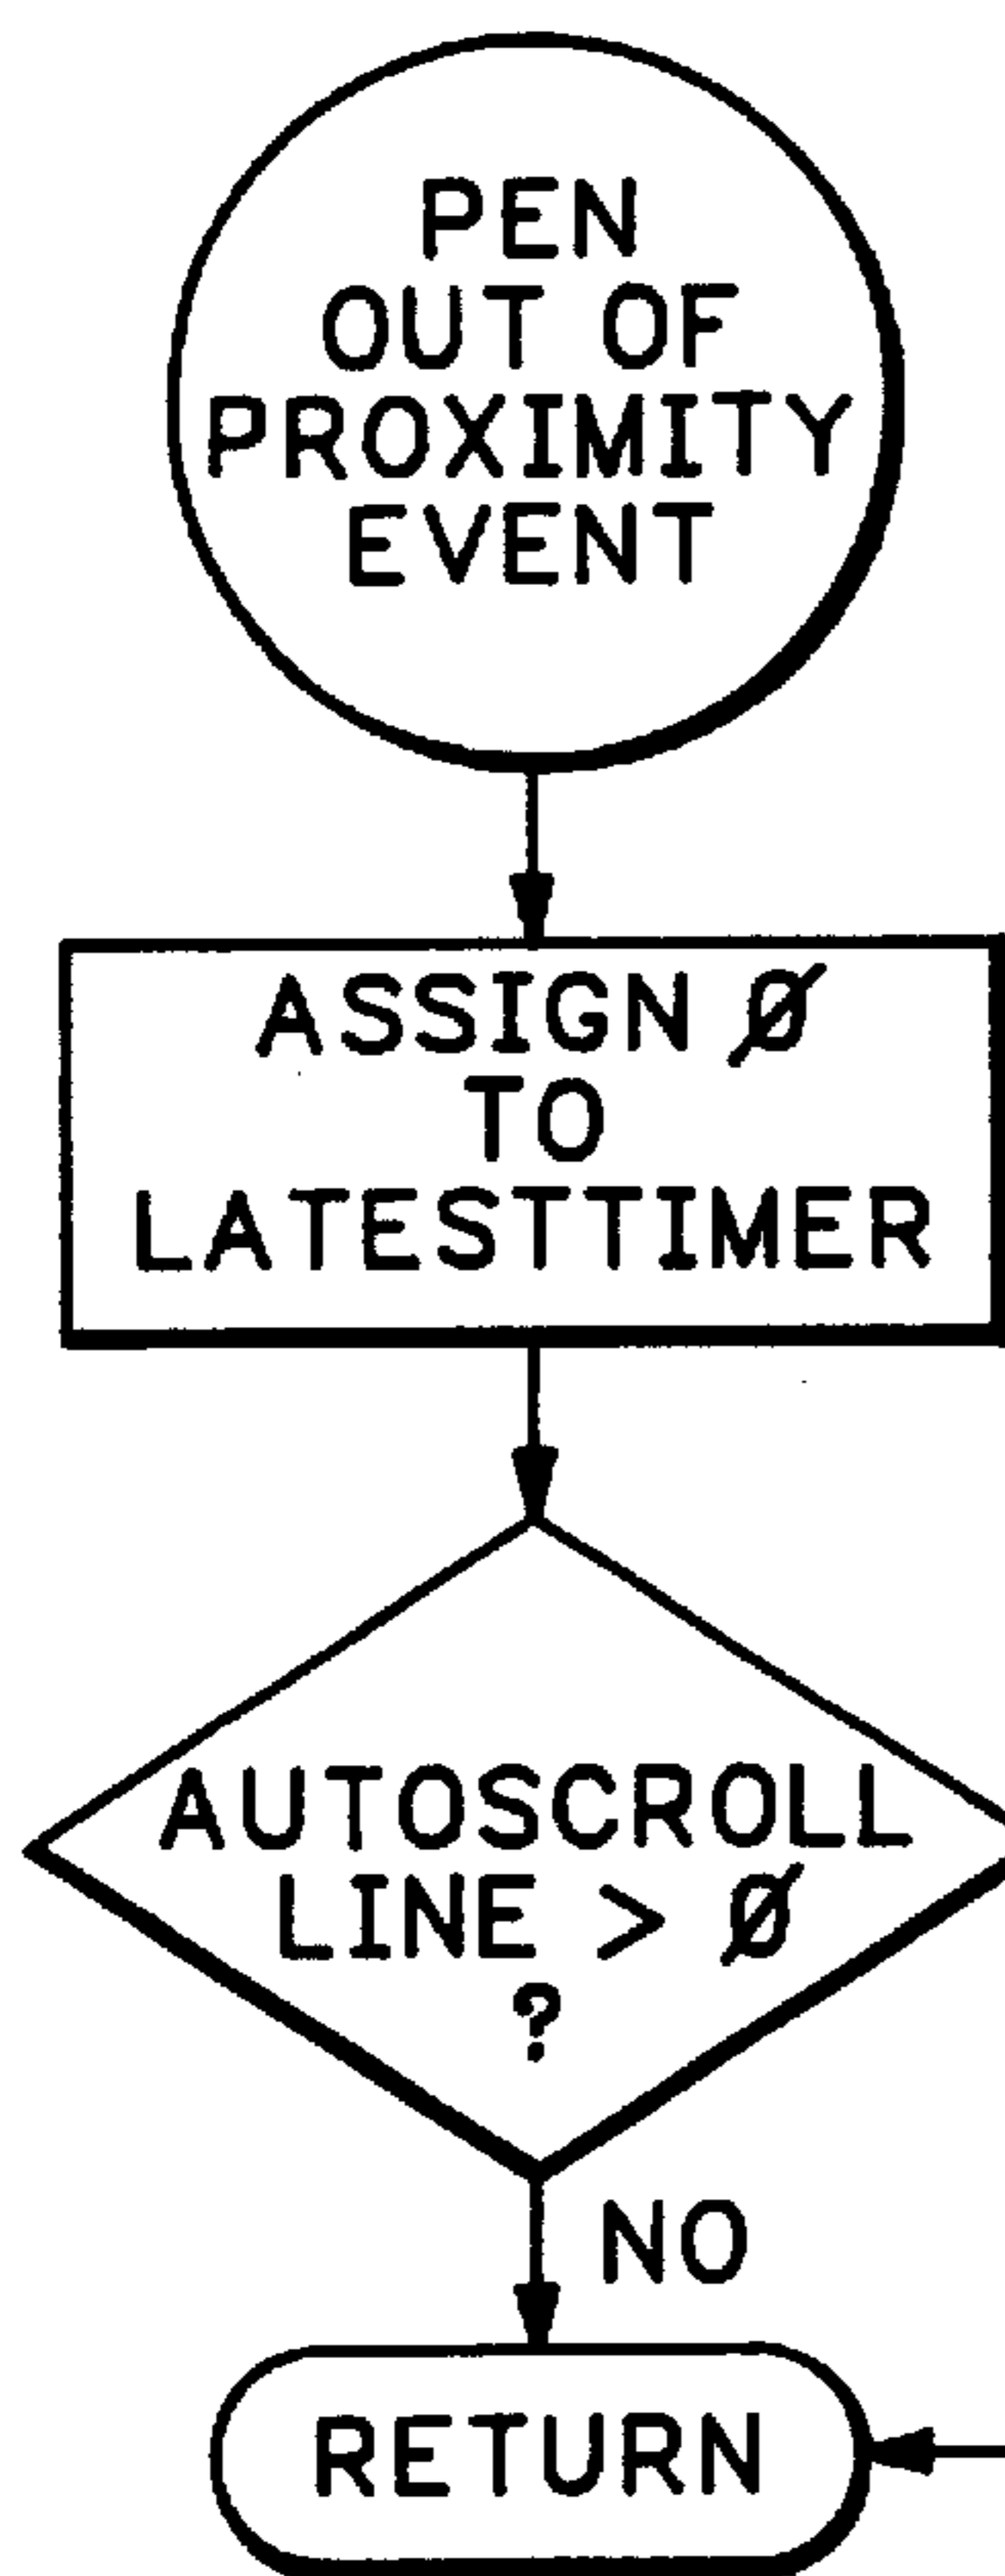 PEN
OUT OF
PROXIMITY
EVENT
ASSIGN Ø
TO
LATESTTIMER
AUTOSCROLL
LINE > Ø
?
NO
RETURN